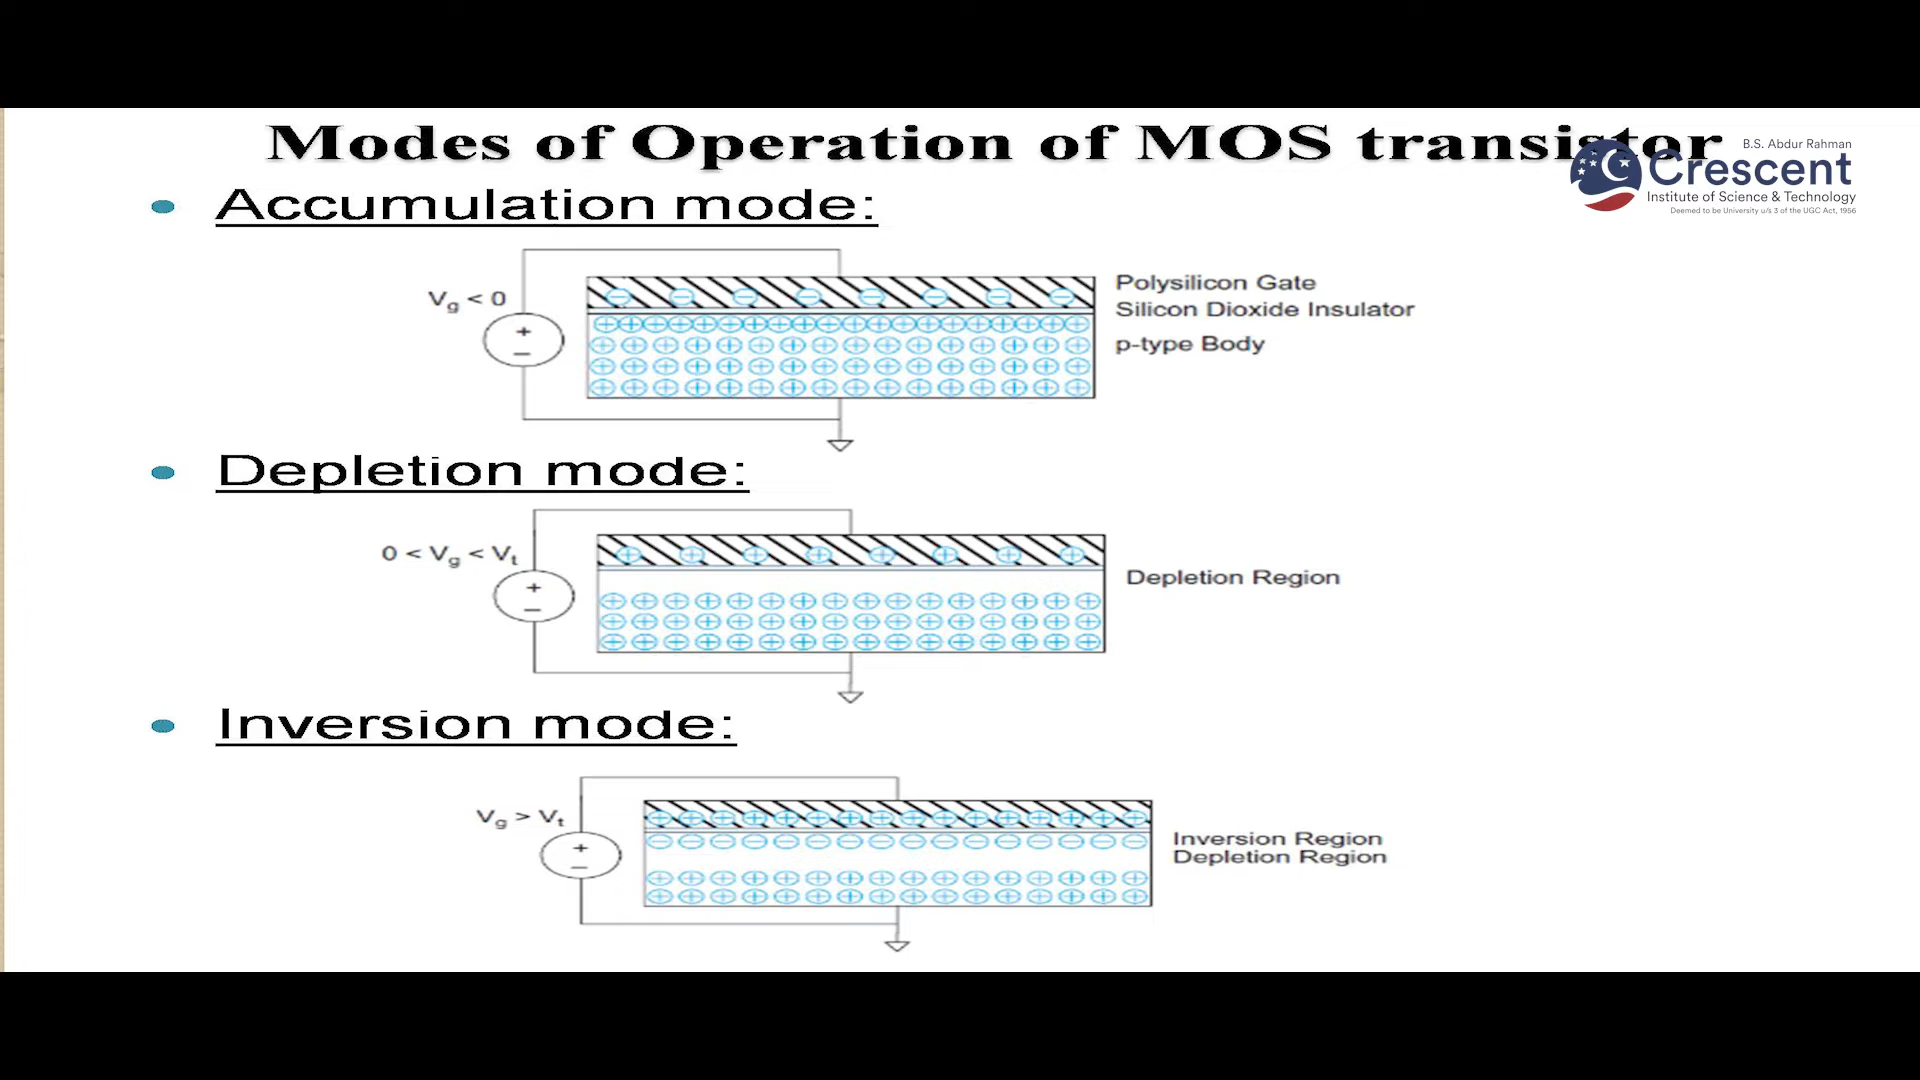 Modes of Operation of MOS transistor
B.S. Abdur Rahman
Crescent
Institute of Science & Technology
Deemed to be University u/s 3 of the UGC Act, 1956
• Accumulation mode:
Vg < 0
+
−
Polysilicon Gate
Silicon Dioxide Insulator
p-type Body
• Depletion mode:
0 < Vg < Vt
+
−
Depletion Region
• Inversion mode:
Vg > Vt
+
−
Inversion Region
Depletion Region